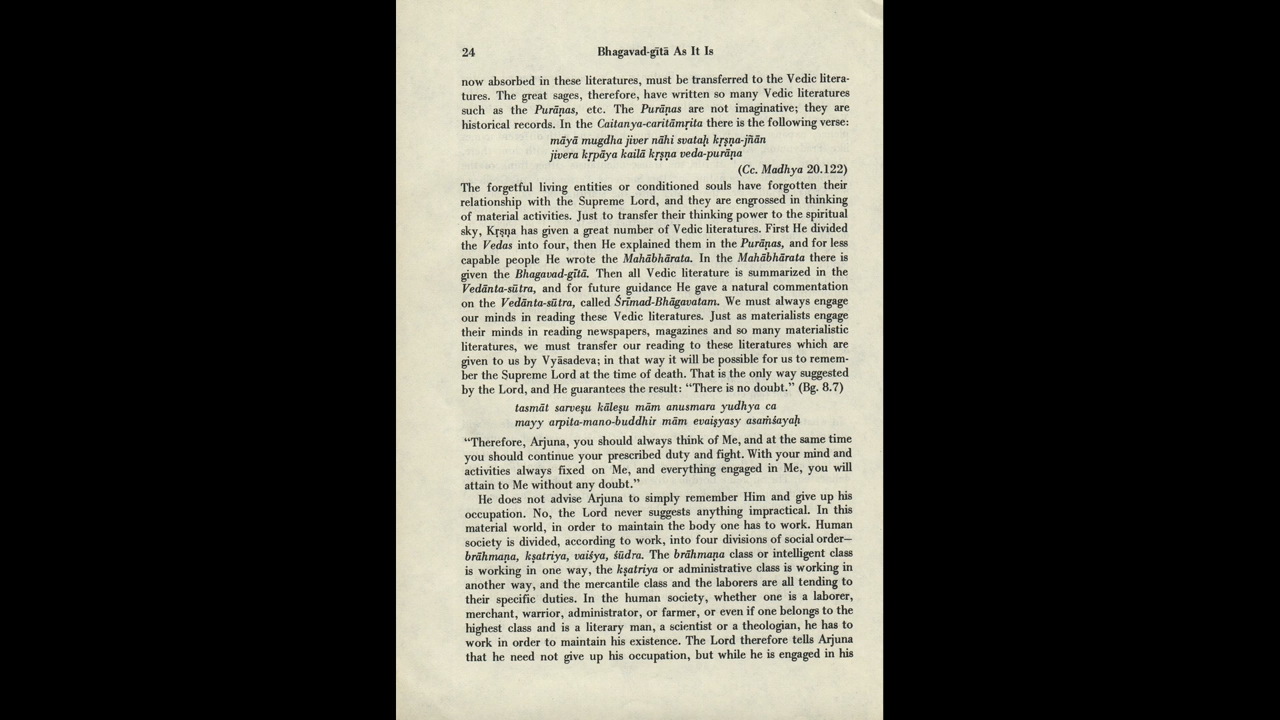 24 Bhagavad-gītā As It Is
now absorbed in these literatures, must be transferred to the Vedic litera-
tures. The great sages, therefore, have written so many Vedic literatures
such as the Purāṇas, etc. The Purāṇas are not imaginative; they are
historical records. In the Caitanya-caritāmṛita there is the following verse:
māyā mugdha jiver nāhi svataḥ kṛṣṇa-jñān
jivera kṛpāya kailā kṛṣṇa veda-purāṇa
(Cc. Madhya 20.122)
The forgetful living entities or conditioned souls have forgotten their
relationship with the Supreme Lord, and they are engrossed in thinking
of material activities. Just to transfer their thinking power to the spiritual
sky, Kṛṣṇa has given a great number of Vedic literatures. First He divided
the Vedas into four, then He explained them in the Purāṇas, and for less
capable people He wrote the Mahābhārata. In the Mahābhārata there is
given the Bhagavad-gītā. Then all Vedic literature is summarized in the
Vedānta-sūtra, and for future guidance He gave a natural commentation
on the Vedānta-sūtra, called Śrīmad-Bhāgavatam. We must always engage
our minds in reading these Vedic literatures. Just as materialists engage
their minds in reading newspapers, magazines and so many materialistic
literatures, we must transfer our reading to these literatures which are
given to us by Vyāsadeva; in that way it will be possible for us to remem-
ber the Supreme Lord at the time of death. That is the only way suggested
by the Lord, and He guarantees the result: “There is no doubt.” (Bg. 8.7)
tasmāt sarveṣu kāleṣu mām anusmara yudhya ca
mayy arpita-mano-buddhir mām evaiṣyasy asaṁśayaḥ
“Therefore, Arjuna, you should always think of Me, and at the same time
you should continue your prescribed duty and fight. With your mind and
activities always fixed on Me, and everything engaged in Me, you will
attain to Me without any doubt.”
He does not advise Arjuna to simply remember Him and give up his
occupation. No, the Lord never suggests anything impractical. In this
material world, in order to maintain the body one has to work. Human
society is divided, according to work, into four divisions of social order—
brāhmaṇa, kṣatriya, vaiśya, śūdra. The brāhmaṇa class or intelligent class
is working in one way, the kṣatriya or administrative class is working in
another way, and the mercantile class and the laborers are all tending to
their specific duties. In the human society, whether one is a laborer,
merchant, warrior, administrator, or farmer, or even if one belongs to the
highest class and is a literary man, a scientist or a theologian, he has to
work in order to maintain his existence. The Lord therefore tells Arjuna
that he need not give up his occupation, but while he is engaged in his